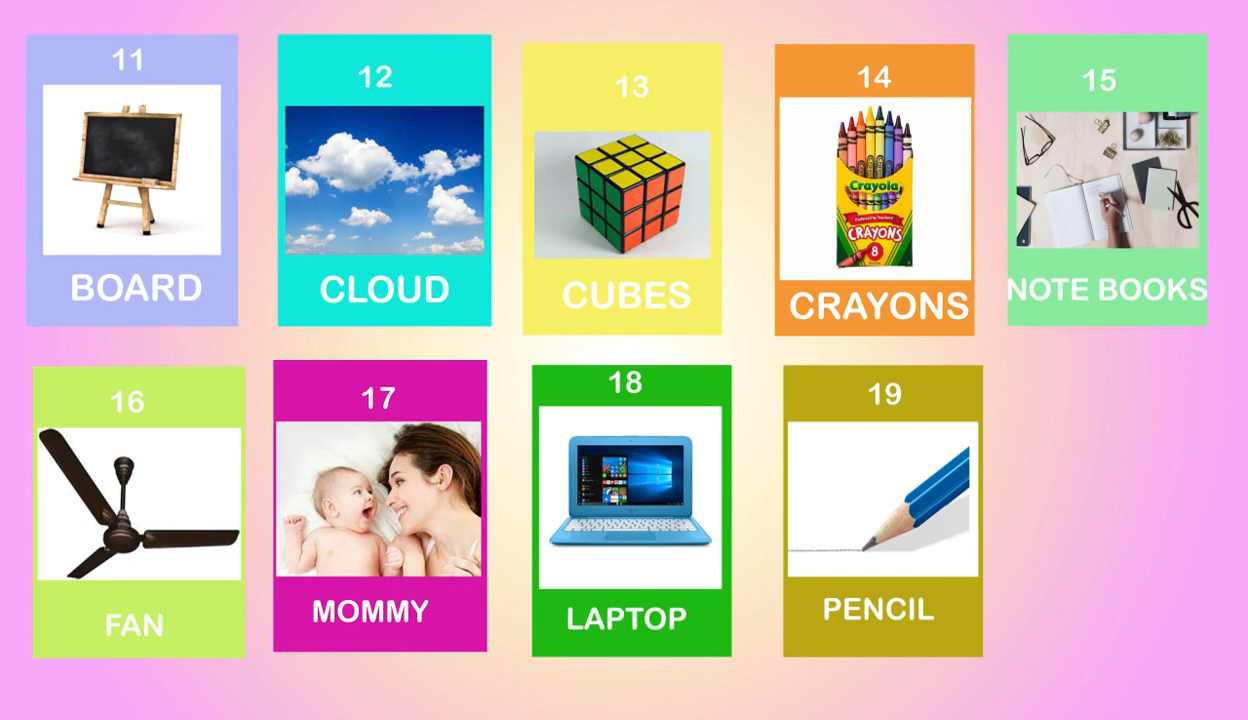 11
BOARD
12
CLOUD
13
CUBES
14
Crayola
CRAYONS
8
CRAYONS
15
NOTE BOOKS
16
FAN
17
MOMMY
18
LAPTOP
19
PENCIL